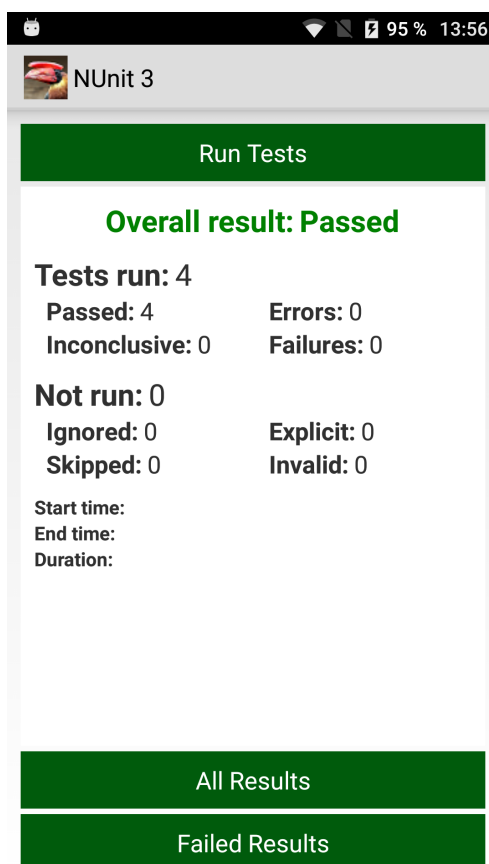 95 % 13:56
NUnit 3
Run Tests
Overall result: Passed
Tests run: 4
Passed: 4 Errors: 0
Inconclusive: 0 Failures: 0
Not run: 0
Ignored: 0 Explicit: 0
Skipped: 0 Invalid: 0
Start time:
End time:
Duration:
All Results
Failed Results